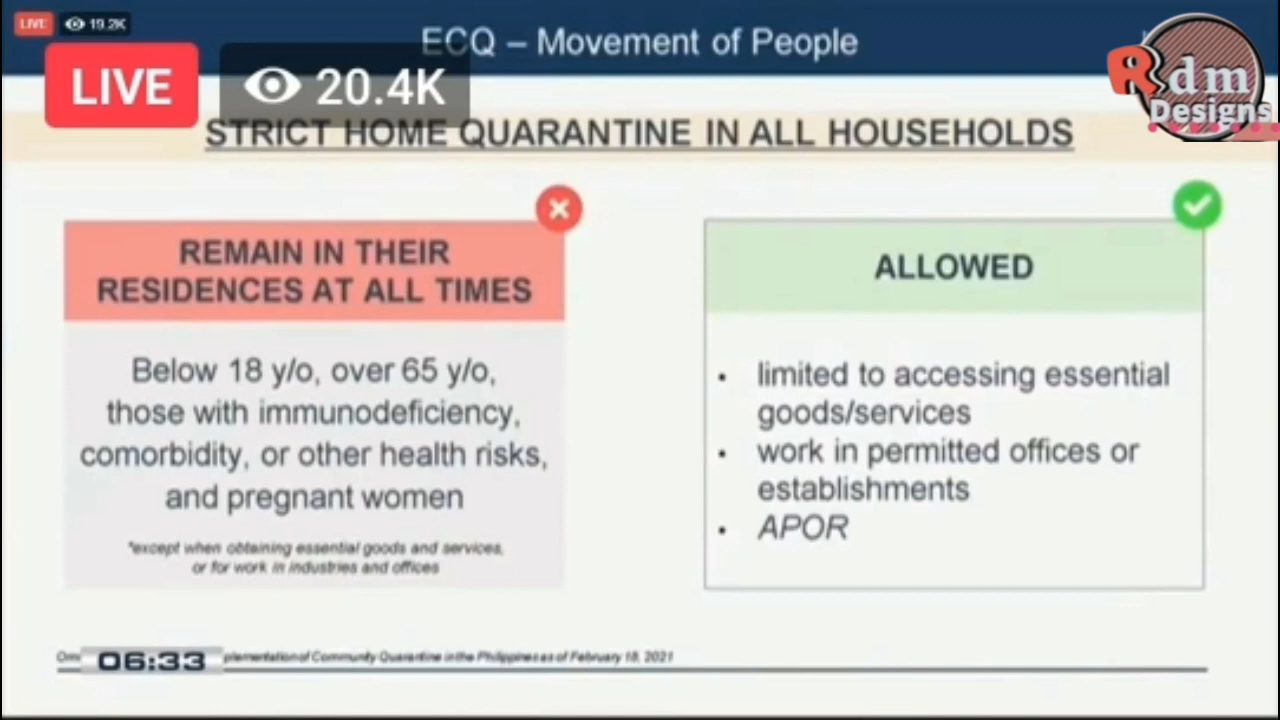 LIVE 19.2K
ECQ – Movement of People
LIVE 20.4K
Rdm
Designs
STRICT HOME QUARANTINE IN ALL HOUSEHOLDS
REMAIN IN THEIR
RESIDENCES AT ALL TIMES
Below 18 y/o, over 65 y/o,
those with immunodeficiency,
comorbidity, or other health risks,
and pregnant women
*except when obtaining essential goods and services,
or for work in industries and offices
ALLOWED
• limited to accessing essential
goods/services
• work in permitted offices or
establishments
• APOR
06:33 of Community Quarantine in the Philippines as of February 18, 2021